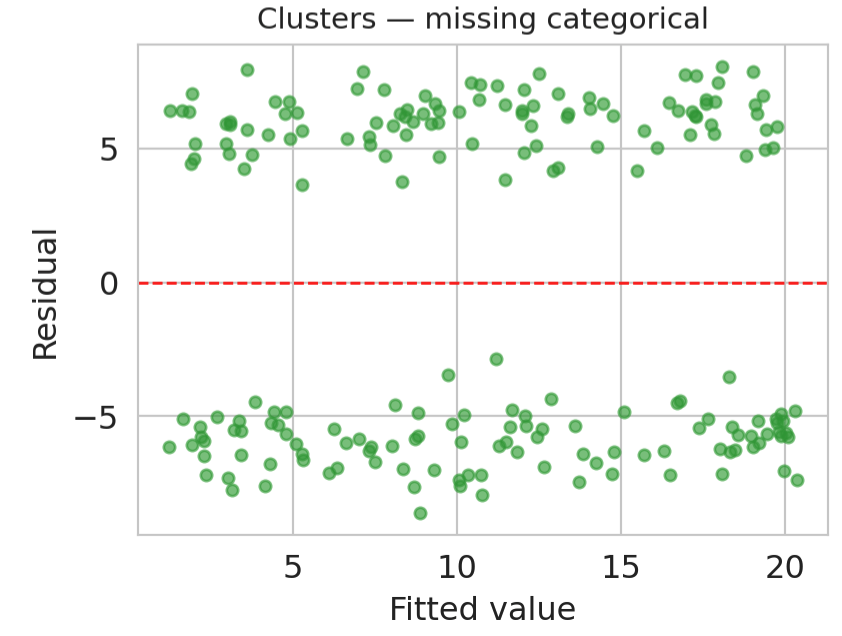 Clusters — missing categorical
Residual
5
0
−5
5 10 15 20
Fitted value